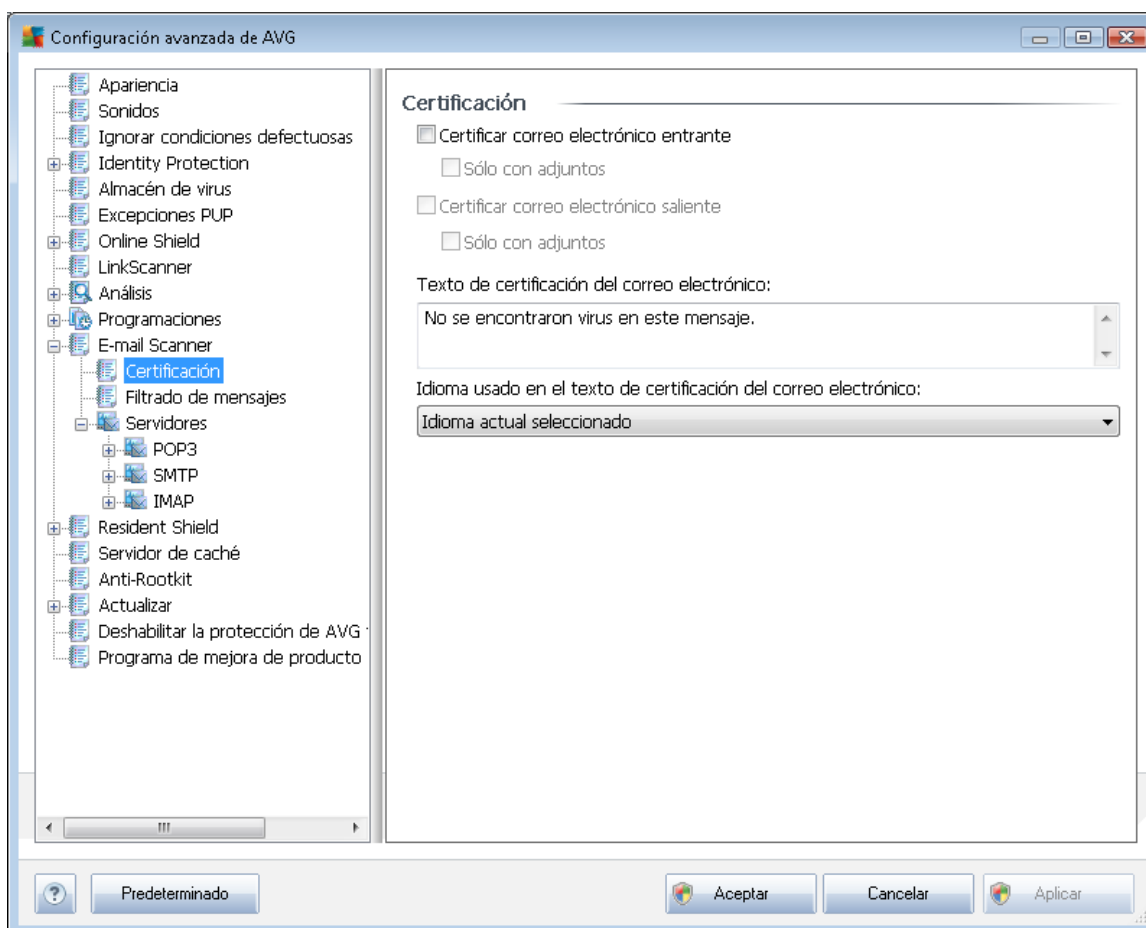 Configuración avanzada de AVG
Apariencia
Sonidos
Ignorar condiciones defectuosas
Identity Protection
Almacén de virus
Excepciones PUP
Online Shield
LinkScanner
Análisis
Programaciones
E-mail Scanner
Certificación
Filtrado de mensajes
Servidores
POP3
SMTP
IMAP
Resident Shield
Servidor de caché
Anti-Rootkit
Actualizar
Deshabilitar la protección de AVG
Programa de mejora de producto
Certificación
Certificar correo electrónico entrante
Sólo con adjuntos
Certificar correo electrónico saliente
Sólo con adjuntos
Texto de certificación del correo electrónico:
No se encontraron virus en este mensaje.
Idioma usado en el texto de certificación del correo electrónico:
Idioma actual seleccionado
? Predeterminado Aceptar Cancelar Aplicar